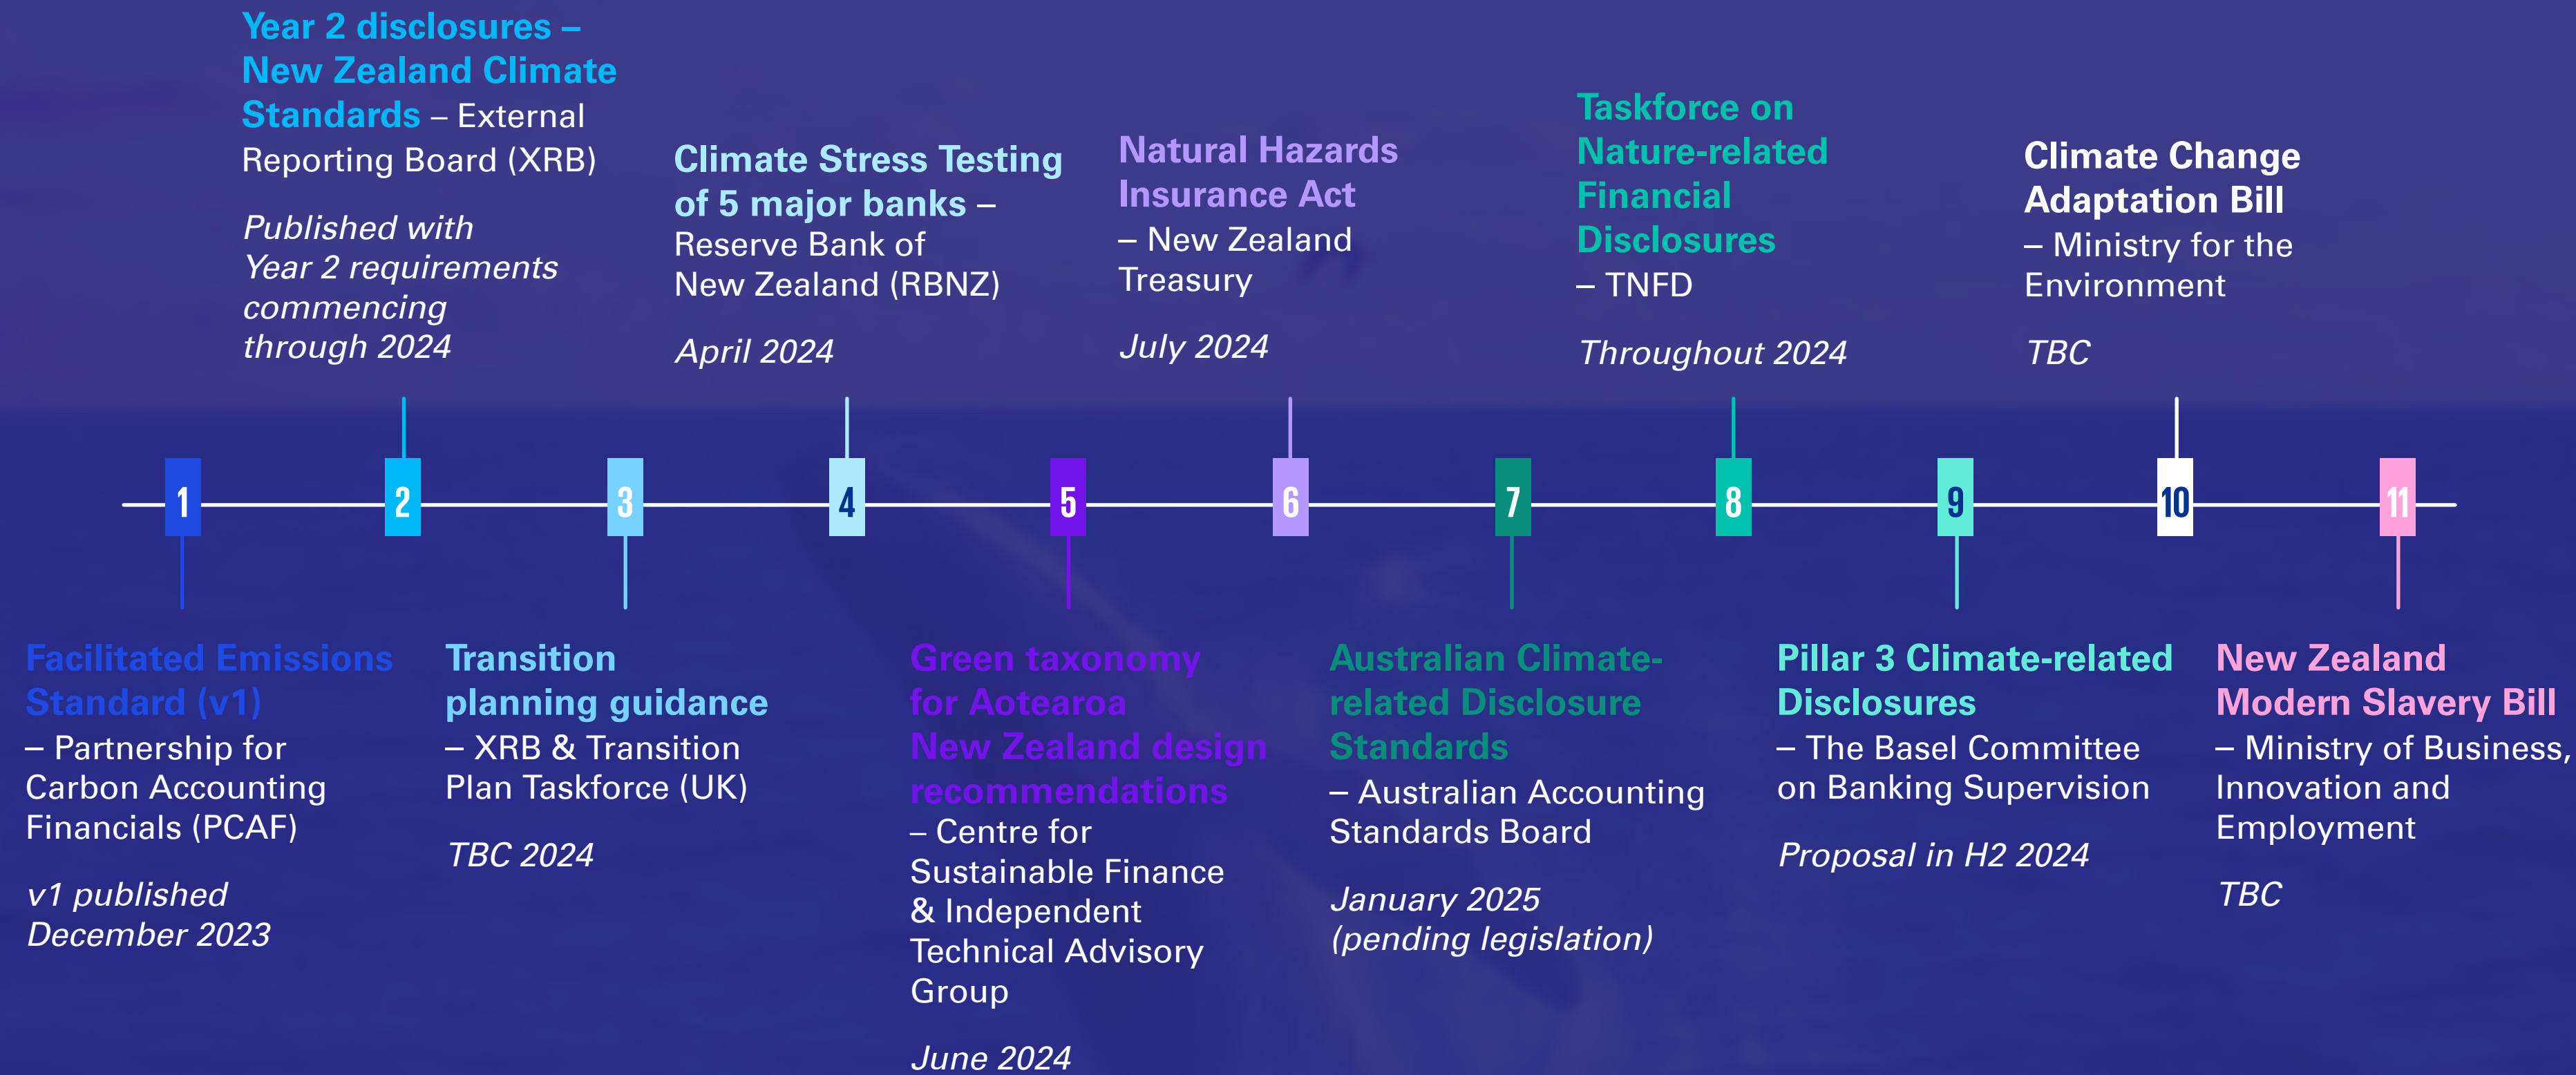 Year 2 disclosures –
New Zealand Climate
Standards – External
Reporting Board (XRB)
Published with
Year 2 requirements
commencing
through 2024
Climate Stress Testing
of 5 major banks –
Reserve Bank of
New Zealand (RBNZ)
April 2024
Natural Hazards
Insurance Act
– New Zealand
Treasury
July 2024
Taskforce on
Nature-related
Financial
Disclosures
– TNFD
Throughout 2024
Climate Change
Adaptation Bill
– Ministry for the
Environment
TBC
1 2 3 4 5 6 7 8 9 10 11
Facilitated Emissions
Standard (v1)
– Partnership for
Carbon Accounting
Financials (PCAF)
v1 published
December 2023
Transition
planning guidance
– XRB & Transition
Plan Taskforce (UK)
TBC 2024
Green taxonomy
for Aotearoa
New Zealand design
recommendations
– Centre for
Sustainable Finance
& Independent
Technical Advisory
Group
June 2024
Australian Climate-
related Disclosure
Standards
– Australian Accounting
Standards Board
January 2025
(pending legislation)
Pillar 3 Climate-related
Disclosures
– The Basel Committee
on Banking Supervision
Proposal in H2 2024
New Zealand
Modern Slavery Bill
– Ministry of Business,
Innovation and
Employment
TBC